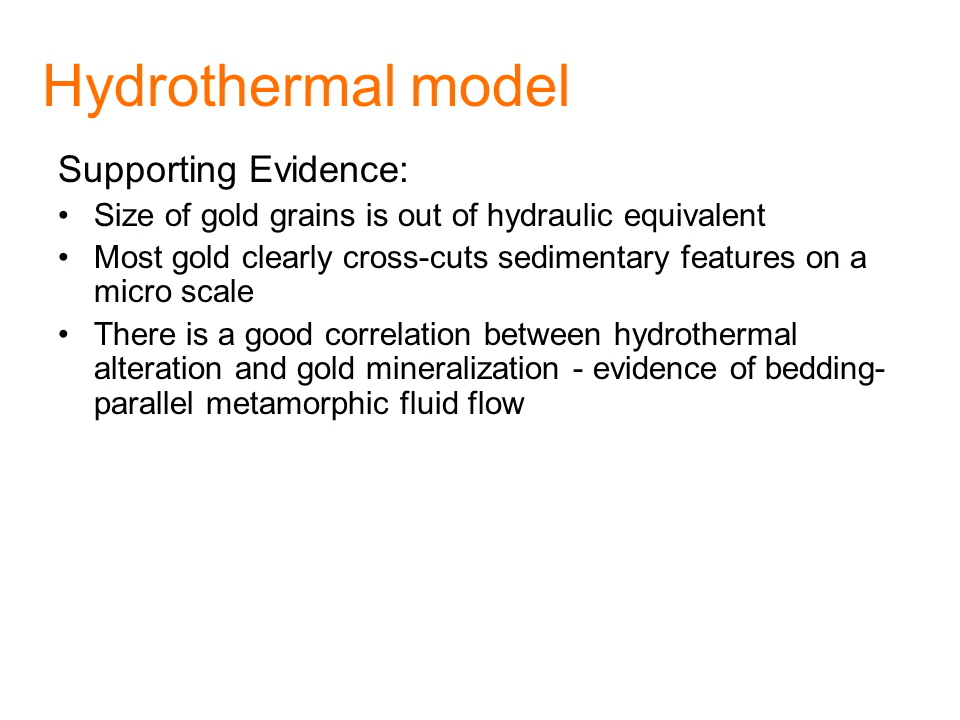 Hydrothermal model
Supporting Evidence:
• Size of gold grains is out of hydraulic equivalent
• Most gold clearly cross-cuts sedimentary features on a
micro scale
• There is a good correlation between hydrothermal
alteration and gold mineralization - evidence of bedding-
parallel metamorphic fluid flow